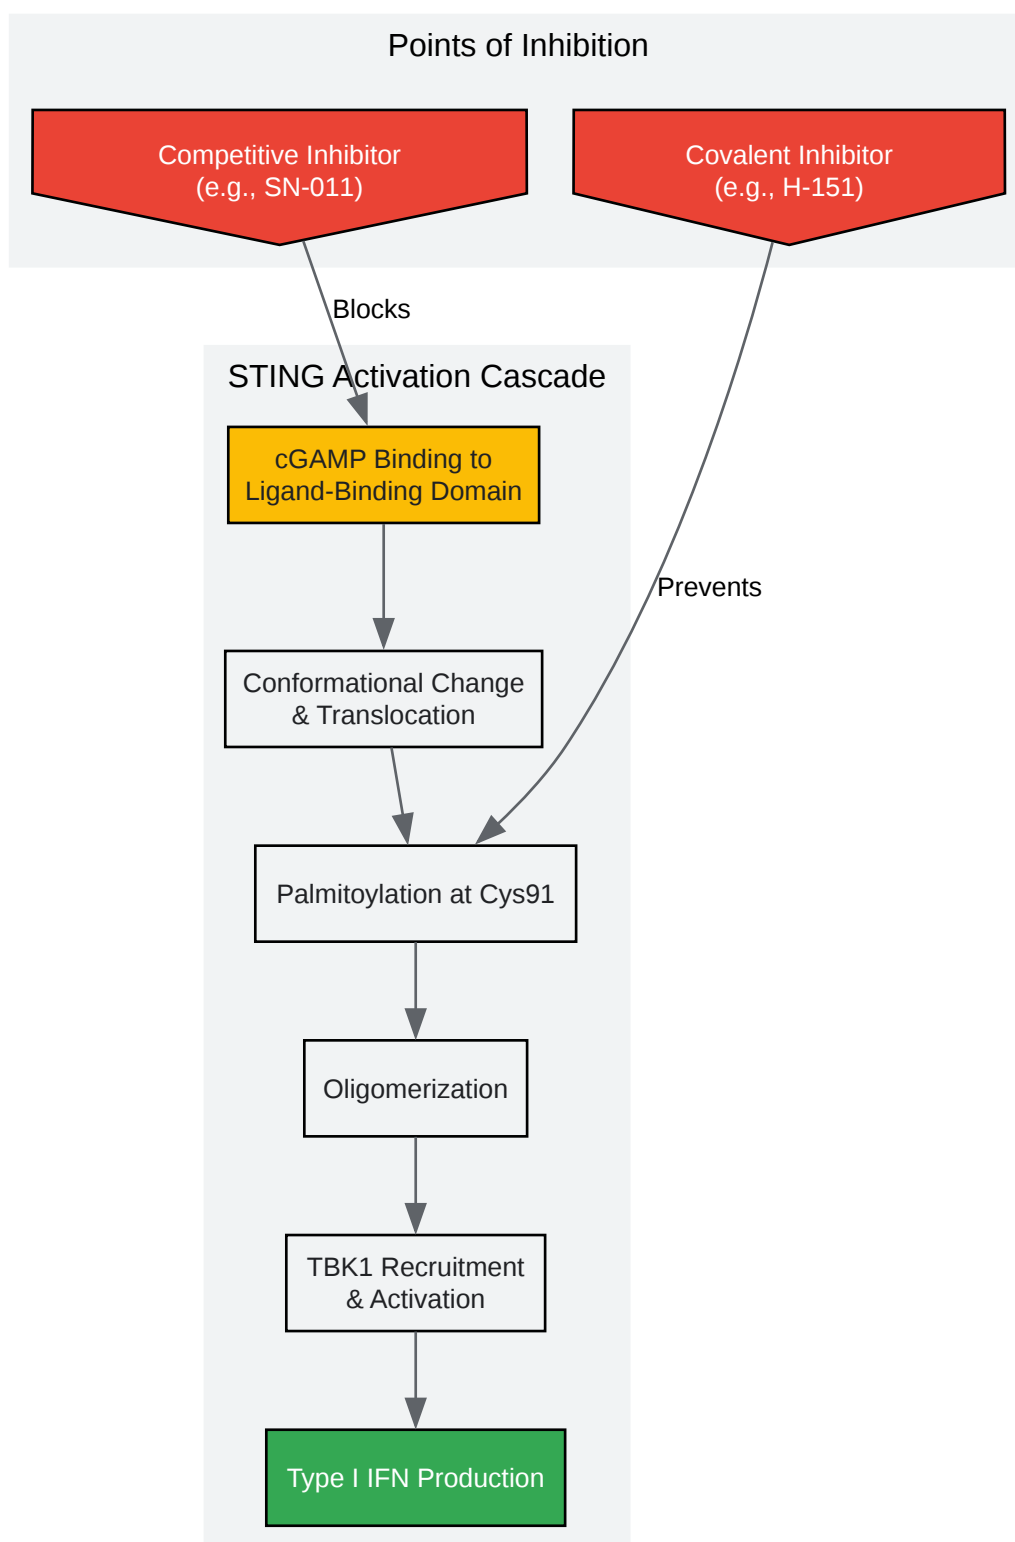 Points of Inhibition
Competitive Inhibitor
(e.g., SN-011)
Covalent Inhibitor
(e.g., H-151)
Blocks
STING Activation Cascade
cGAMP Binding to
Ligand-Binding Domain
Prevents
Conformational Change
& Translocation
Palmitoylation at Cys91
Oligomerization
TBK1 Recruitment
& Activation
Type I IFN Production